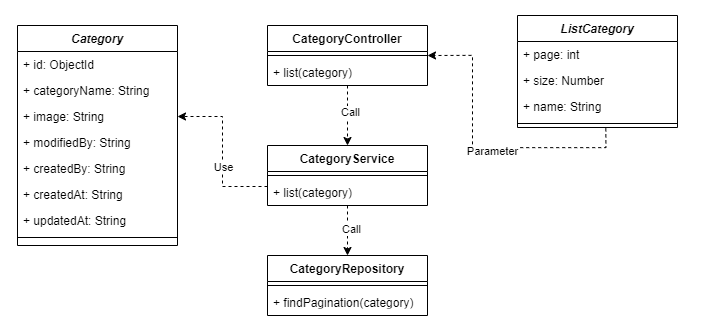 Category
+ id: ObjectId
+ categoryName: String
+ image: String
+ modifiedBy: String
+ createdBy: String
+ createdAt: String
+ updatedAt: String
CategoryController
+ list(category)
Call
CategoryService
+ list(category)
Use
Call
CategoryRepository
+ findPagination(category)
ListCategory
+ page: int
+ size: Number
+ name: String
Parameter